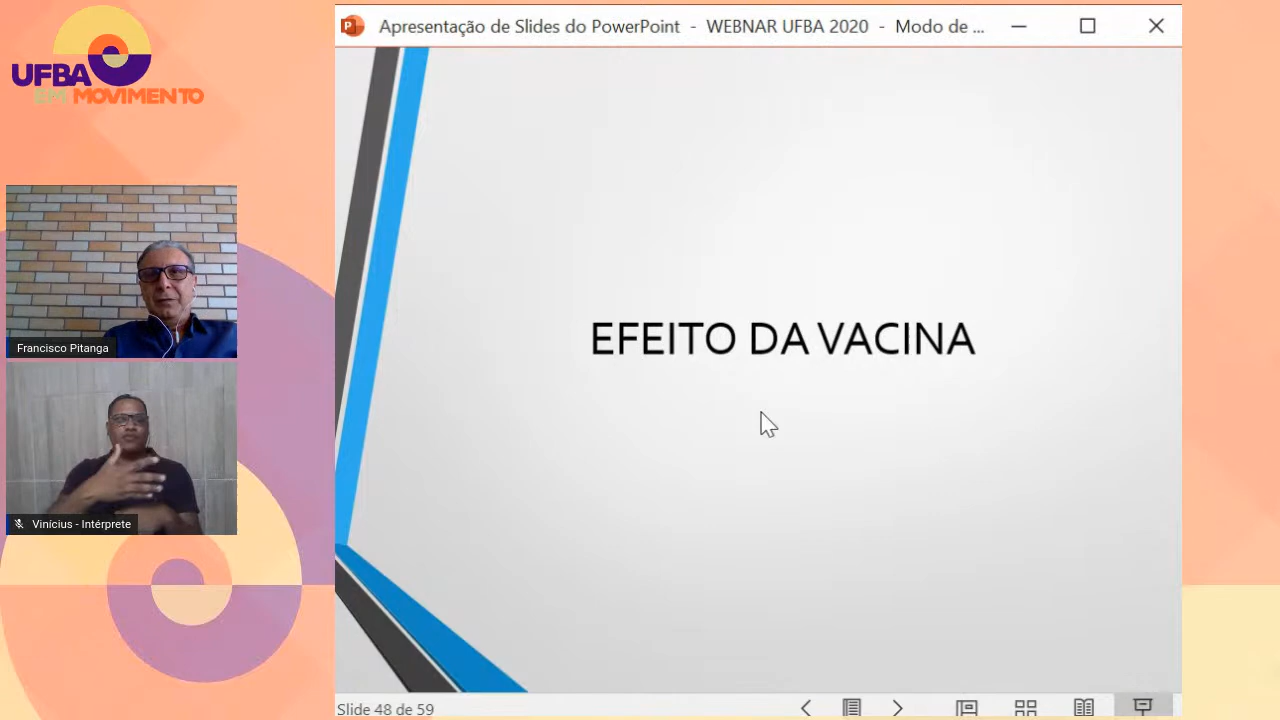 UFBA
EM MOVIMENTO
Apresentação de Slides do PowerPoint - WEBNAR UFBA 2020 - Modo de ...
EFEITO DA VACINA
Francisco Pitanga
Vinícius - Intérprete
Slide 48 de 59